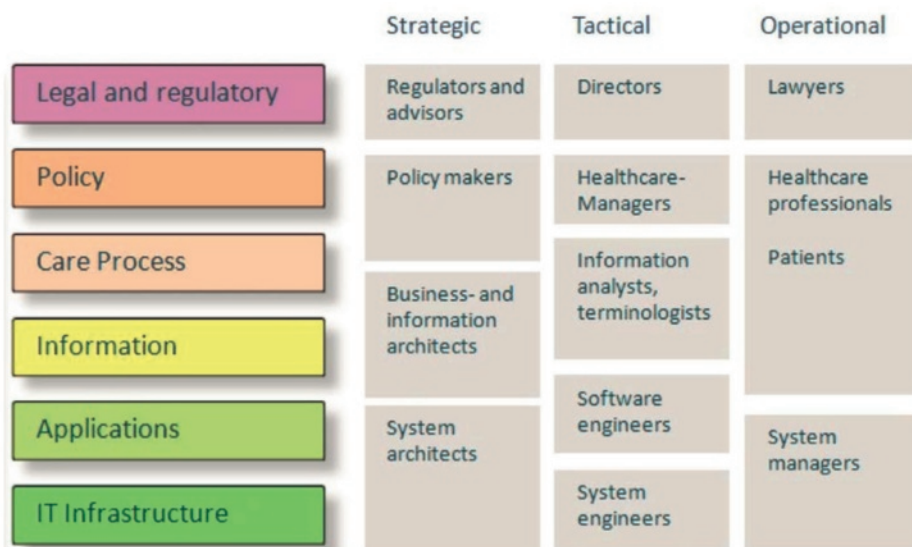 Strategic
Tactical
Operational
Legal and regulatory
Regulators and
advisors
Directors
Lawyers
Policy
Policy makers
Healthcare-
Managers
Healthcare
professionals
Patients
Care Process
Information
analysts,
terminologists
Business- and
information
architects
Information
Applications
System
architects
Software
engineers
System
managers
IT Infrastructure
System
engineers